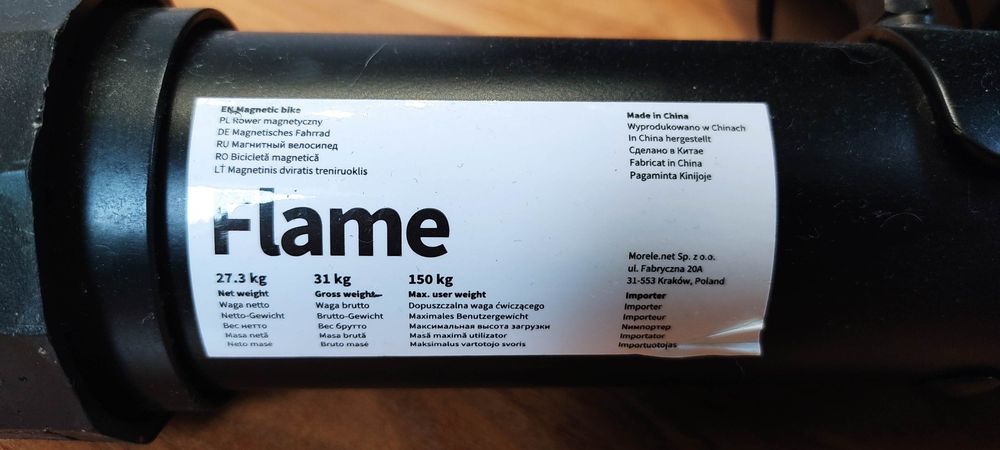 EN Magnetic bike
PL Rower magnetyczny
DE Magnetisches Fahrrad
RU Магнитный велосипед
RO Bicicletă magnetică
LT Magnetinis dviratis treniruoklis
Flame
27.3 kg
Net weight
Waga netto
Netto-Gewicht
Вес нетто
Masa netă
Neto masė
31 kg
Gross weight
Waga brutto
Brutto-Gewicht
Вес брутто
Masa brută
Bruto masė
150 kg
Max. user weight
Dopuszczalna waga ćwiczącego
Maximales Benutzergewicht
Максимальная высота загрузки
Masă maximă utilizator
Maksimalus vartotojo svoris
Made in China
Wyprodukowano w Chinach
In China hergestellt
Сделано в Китае
Fabricat in China
Pagaminta Kinijoje
Morele.net Sp. z o.o.
ul. Fabryczna 20A
31-553 Kraków, Poland
Importer
Importer
Importeur
Nимпортер
Importator
Importuotojas